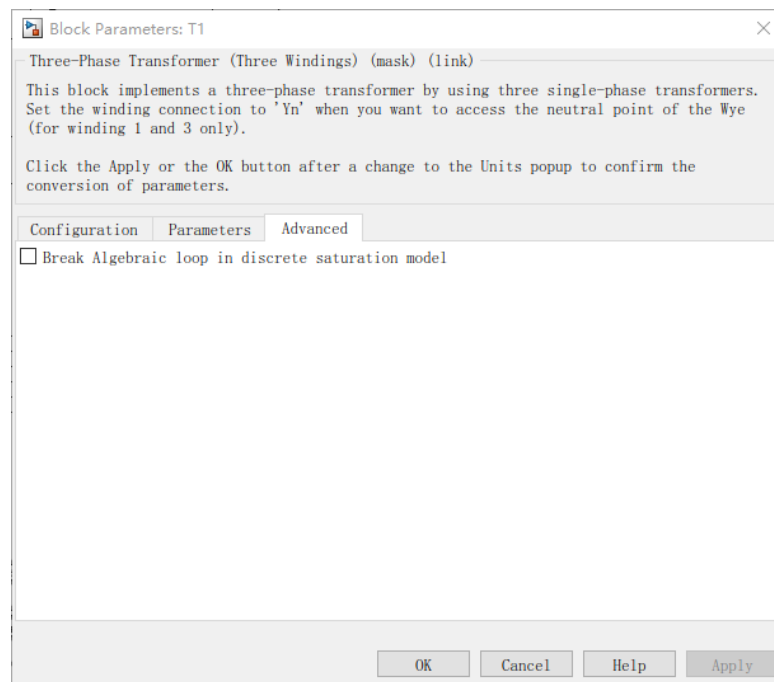 Block Parameters: T1
Three-Phase Transformer (Three Windings) (mask) (link)
This block implements a three-phase transformer by using three single-phase transformers.
Set the winding connection to 'Yn' when you want to access the neutral point of the Wye
(for winding 1 and 3 only).
Click the Apply or the OK button after a change to the Units popup to confirm the
conversion of parameters.
Configuration Parameters Advanced
Break Algebraic loop in discrete saturation model
OK Cancel Help Apply